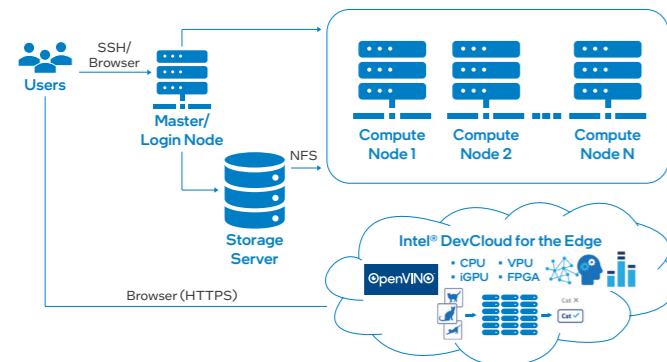 SSH/
Browser
Users
Master/
Login Node
NFS
Storage
Server
Compute
Node 1
Compute
Node 2
Compute
Node N
Browser (HTTPS)
Intel® DevCloud for the Edge
OpenVINO
• CPU • VPU
• iGPU • FPGA
Cat ✕
Cat ✓